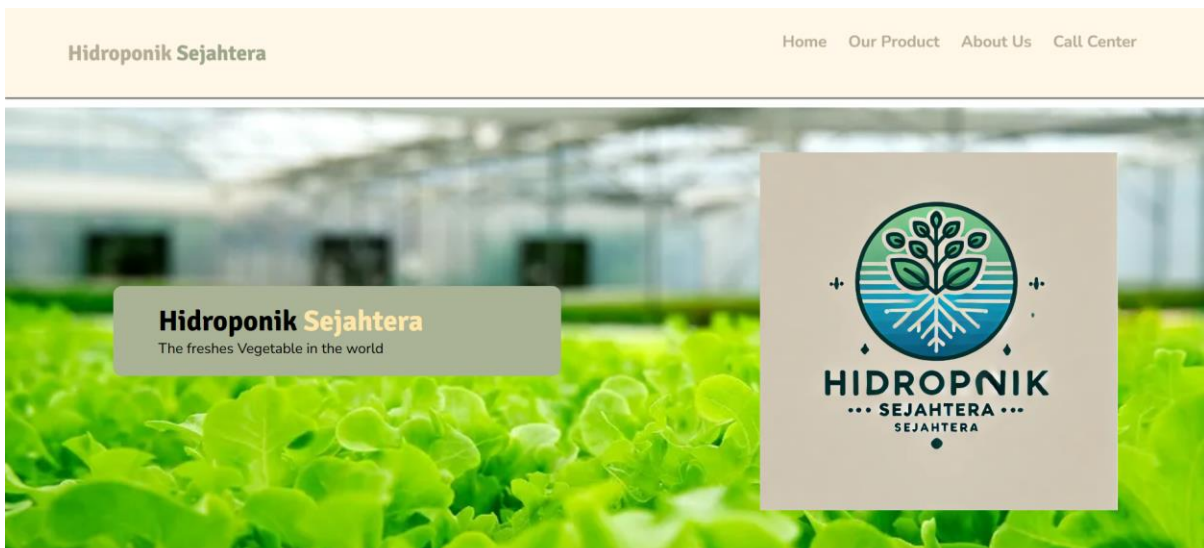 Hidroponik Sejahtera
Home Our Product About Us Call Center
Hidroponik Sejahtera
The freshes Vegetable in the world
HIDROPNIK
••• SEJAHTERA •••
SEJAHTERA